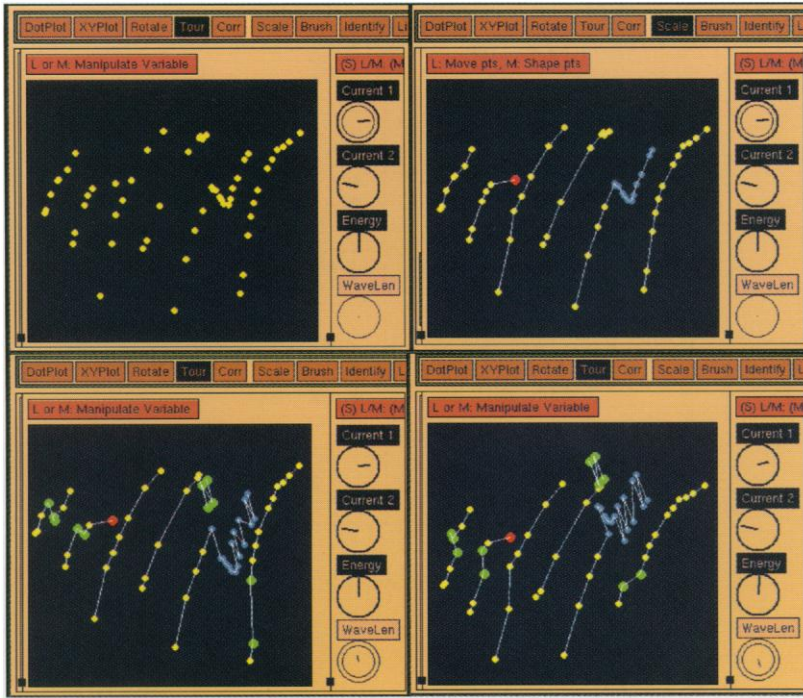 DotPlot XYPlot Rotate Tour Corr Scale Brush Identify
L or M: Manipulate Variable (S) L/M: (M
Current 1
Current 2
Energy
WaveLen
DotPlot XYPlot Rotate Tour Corr Scale Brush Identify
L: Move pts, M: Shape pts (S) L/M: (M
Current 1
Current 2
Energy
WaveLen
DotPlot XYPlot Rotate Tour Corr Scale Brush Identify
L or M: Manipulate Variable (S) L/M: (M
Current 1
Current 2
Energy
WaveLen
DotPlot XYPlot Rotate Tour Corr Scale Brush Identify
L or M: Manipulate Variable (S) L/M: (M
Current 1
Current 2
Energy
WaveLen